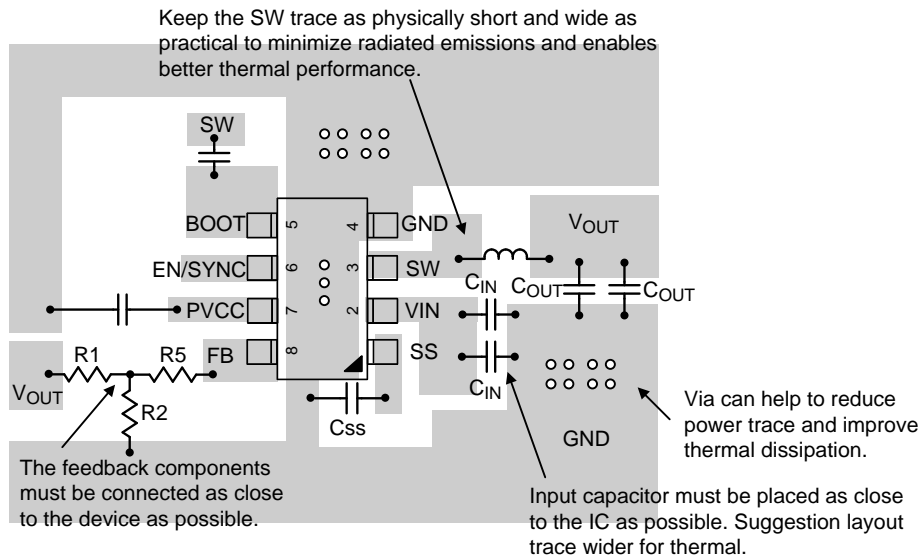 Keep the SW trace as physically short and wide as
practical to minimize radiated emissions and enables
better thermal performance.
SW
BOOT
5
4
GND
VOUT
EN/SYNC
6
3
SW
CIN
COUT
COUT
PVCC
7
2
VIN
R1
R5
FB
8
SS
VOUT
R2
CIN
Css
GND
Via can help to reduce
power trace and improve
thermal dissipation.
The feedback components
must be connected as close
to the device as possible.
Input capacitor must be placed as close
to the IC as possible. Suggestion layout
trace wider for thermal.